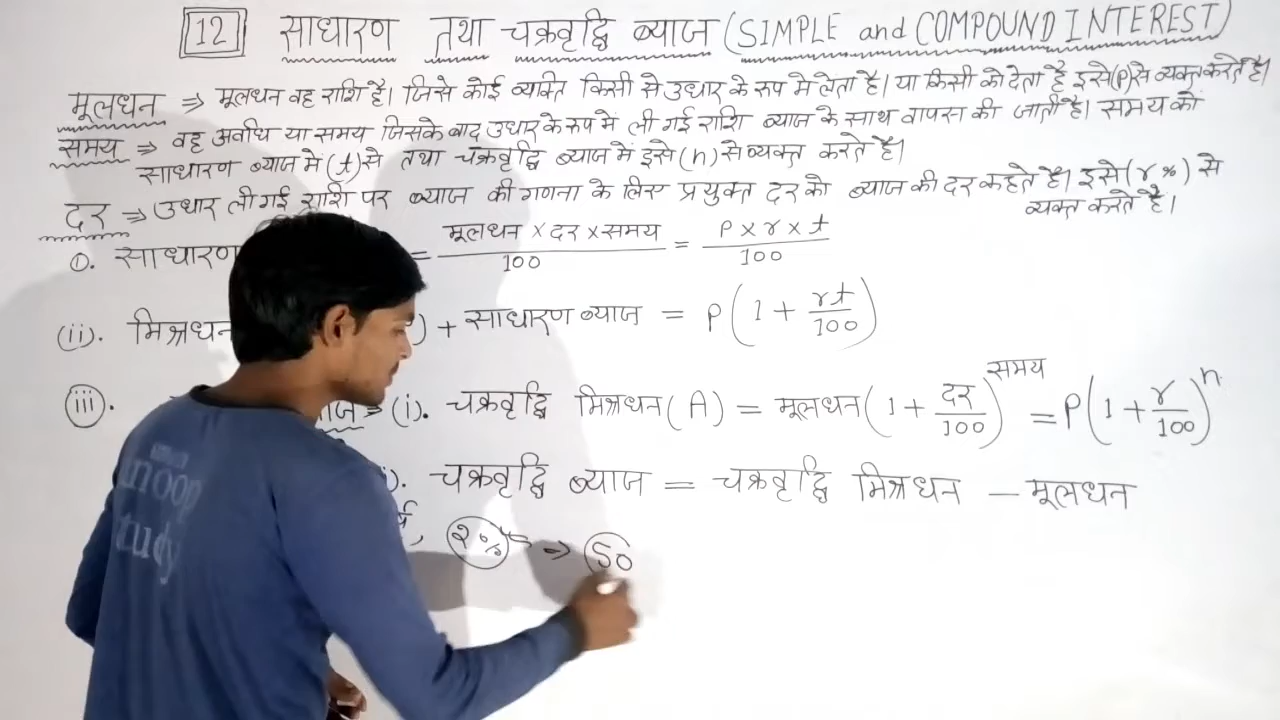 12 साधारण तथा चक्रवृद्धि ब्याज (SIMPLE and COMPOUND INTEREST)
मूलधन ⇒ मूलधन वह राशि है। जिसे कोई व्यक्ति किसी से उधार के रूप मे लेता है। या किसी को देता है इसे (P) से व्यक्त करते है।
समय ⇒ वह अवधि या समय जिसके बाद उधार के रूप मे ली गई राशि ब्याज के साथ वापस की जाती है। समय को
साधारण ब्याज में (t) से तथा चक्रवृद्धि ब्याज में इसे (n) से व्यक्त करते है।
दर ⇒ उधार ली गई राशि पर ब्याज की गणना के लिए प्रयुक्त दर को ब्याज की दर कहते है। इसे (r %) से
व्यक्त करते है।
(i). साधारण = मूलधन × दर × समय / 100 = P × r × t / 100
(ii). मिश्रधन ) + साधारण ब्याज = P ( 1 + rt/100 )
(iii). ⇒ (i). चक्रवृद्धि मिश्रधन (A) = मूलधन ( 1 + दर/100 )^समय = P ( 1 + r/100 )^n
). चक्रवृद्धि ब्याज = चक्रवृद्धि मिश्रधन – मूलधन
, २% = → 50
anoop
study